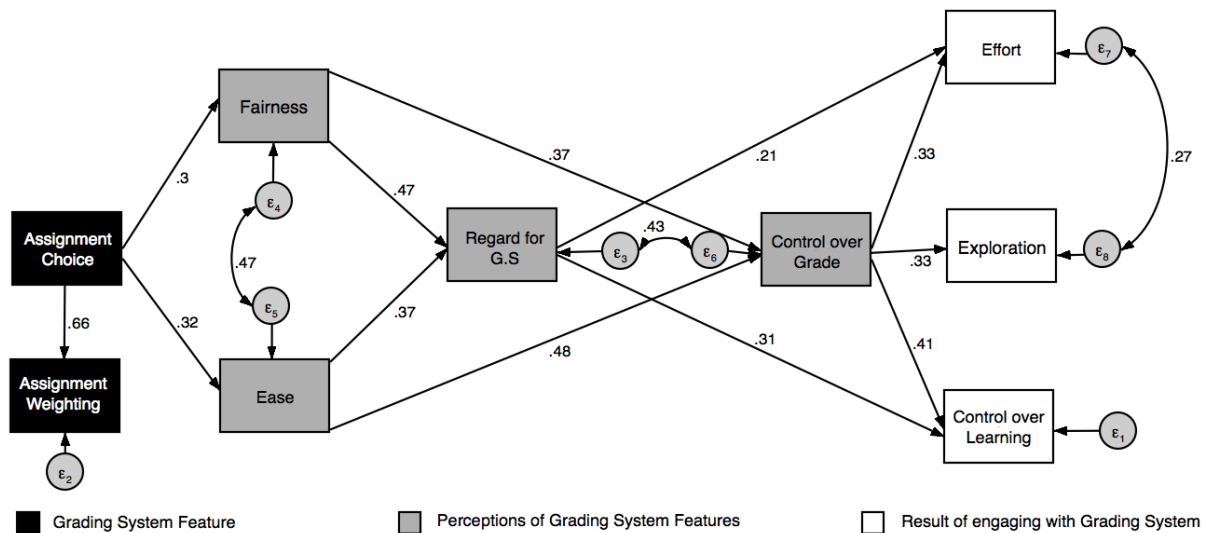 Effort
ε7
Fairness
.37
.21
.33
.27
.3
ε4
.47
Assignment
Choice
Regard for
G.S
ε3
.43
ε6
Control over
Grade
.33
Exploration
ε8
.47
ε5
.66
.32
.37
.48
.31
.41
Assignment
Weighting
Ease
Control over
Learning
ε1
ε2
Grading System Feature
Perceptions of Grading System Features
Result of engaging with Grading System